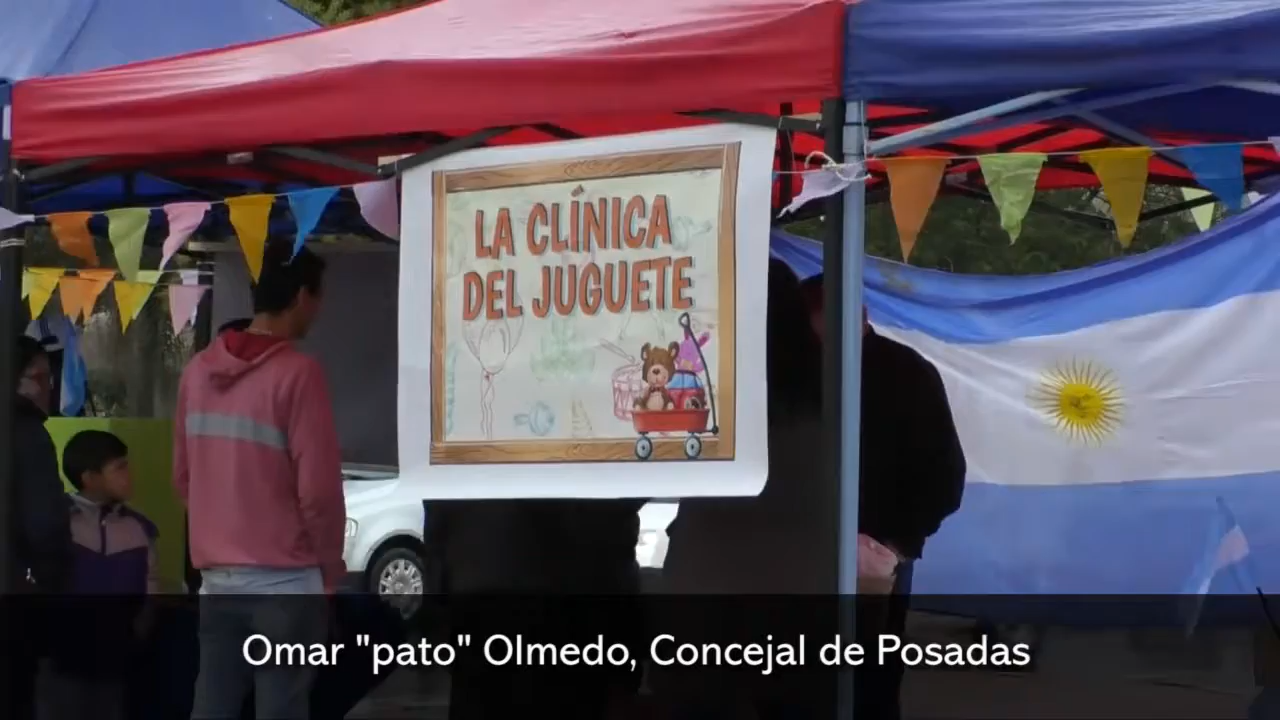 LA CLÍNICA
DEL JUGUETE
Omar "pato" Olmedo, Concejal de Posadas